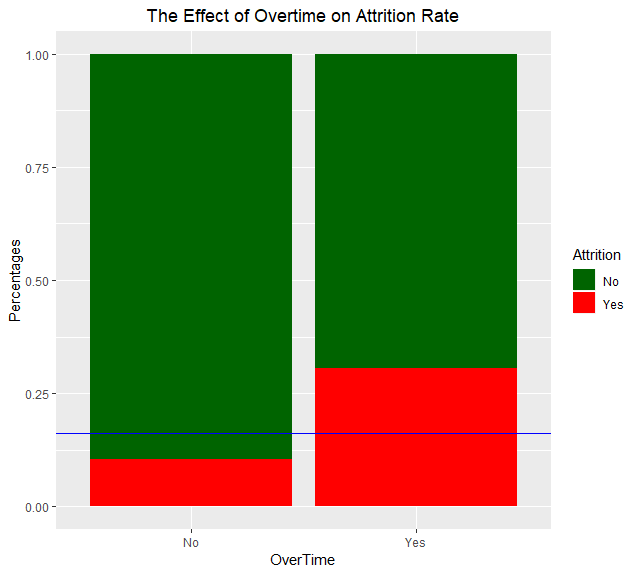 The Effect of Overtime on Attrition Rate
Percentages
1.00
0.75
0.50
0.25
0.00
No
Yes
OverTime
Attrition
No
Yes